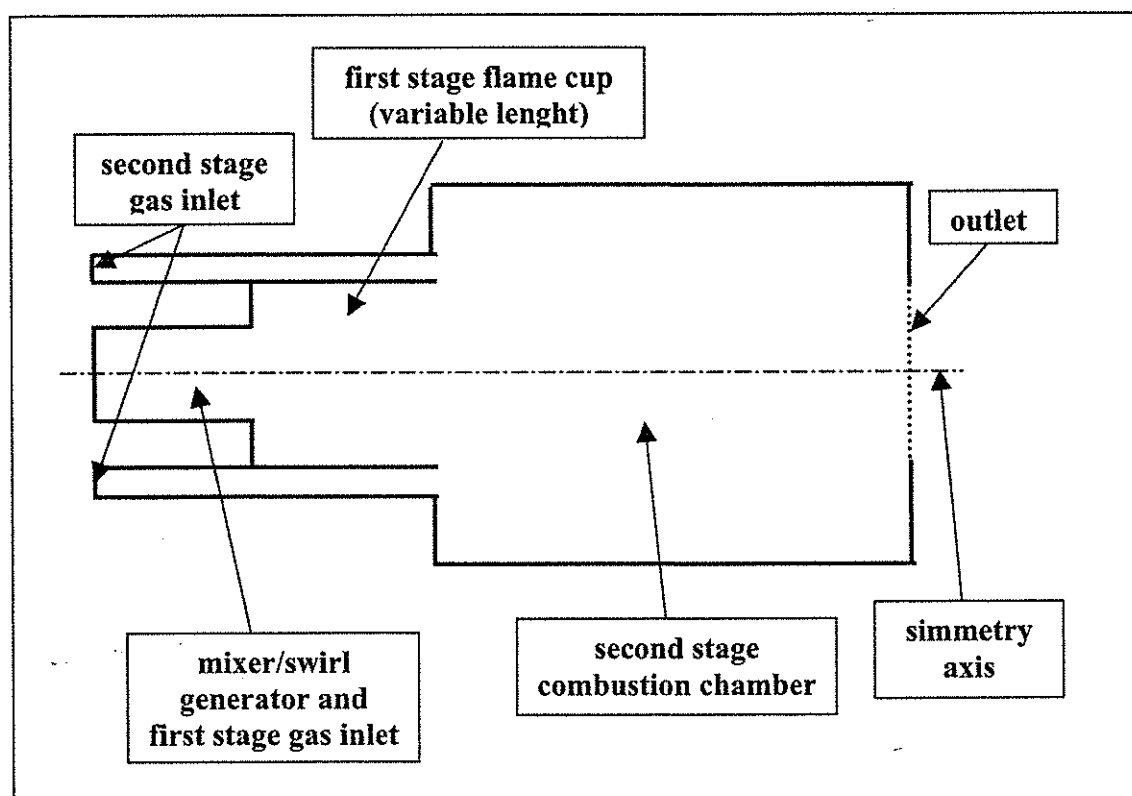 first stage flame cup
(variable lenght)
second stage
gas inlet
outlet
mixer/swirl
generator and
first stage gas inlet
second stage
combustion chamber
simmetry
axis